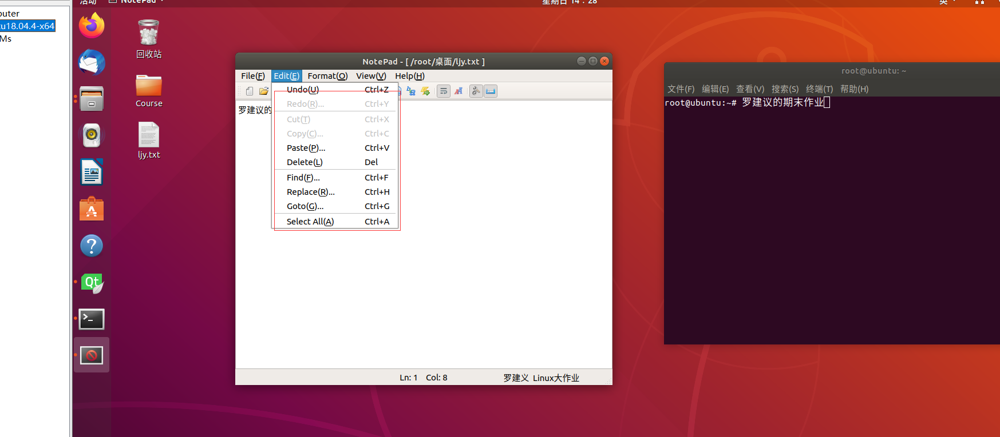 活动
NotePad
星期日 14：28
英
outer
tu18.04.4-x64
Ms
回收站
Course
ljy.txt
NotePad - [ /root/桌面/ljy.txt ]
File(F) Edit(E) Format(O) View(V) Help(H)
Undo(U) Ctrl+Z
Redo(R)... Ctrl+Y
Cut(T) Ctrl+X
Copy(C)... Ctrl+C
Paste(P)... Ctrl+V
Delete(L) Del
Find(F)... Ctrl+F
Replace(R)... Ctrl+H
Goto(G)... Ctrl+G
Select All(A) Ctrl+A
罗建议的
Ln: 1 Col: 8 罗建义 Linux大作业
root@ubuntu: ~
文件(F) 编辑(E) 查看(V) 搜索(S) 终端(T) 帮助(H)
root@ubuntu:~# 罗建议的期末作业
Qt